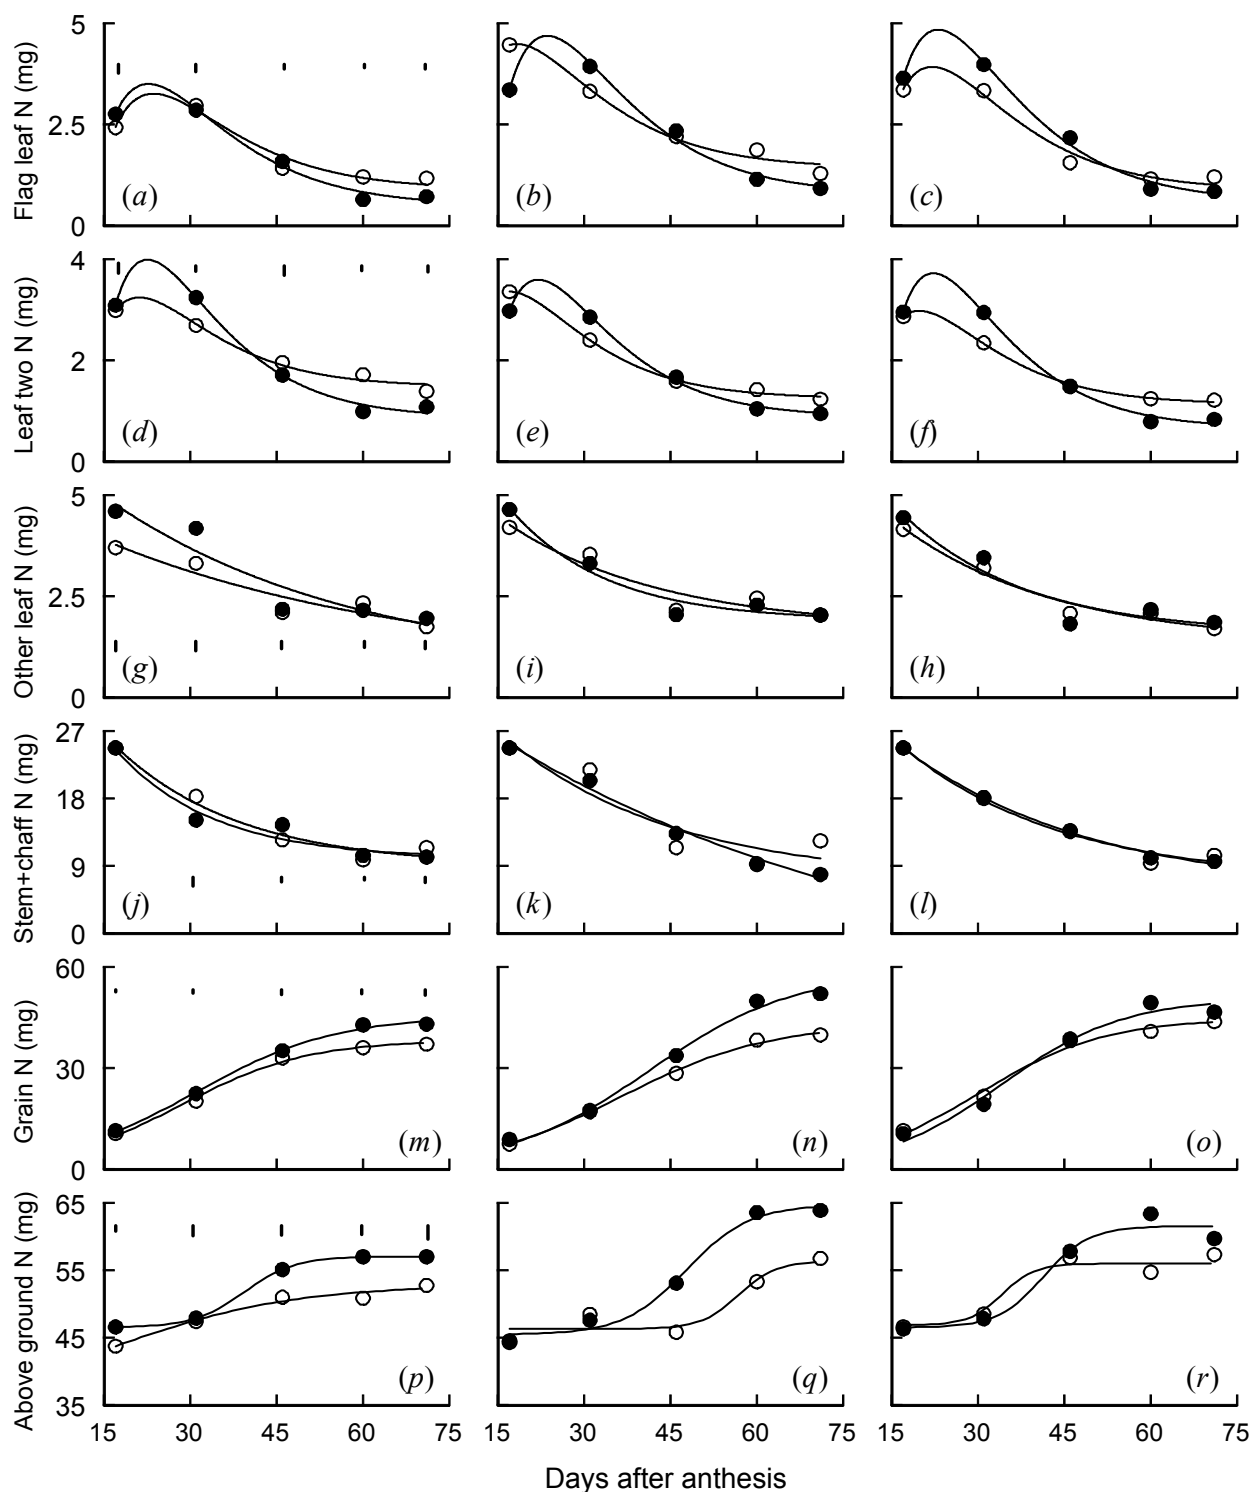 Flag leaf N (mg)
5
2.5
0
(a)
(b)
(c)
Leaf two N (mg)
4
2
0
(d)
(e)
(f)
Other leaf N (mg)
5
2.5
0
(g)
(i)
(h)
Stem+chaff N (mg)
27
18
9
0
(j)
(k)
(l)
Grain N (mg)
60
30
0
(m)
(n)
(o)
Above ground N (mg)
65
55
45
35
(p)
(q)
(r)
15 30 45 60 75 15 30 45 60 75 15 30 45 60 75
Days after anthesis